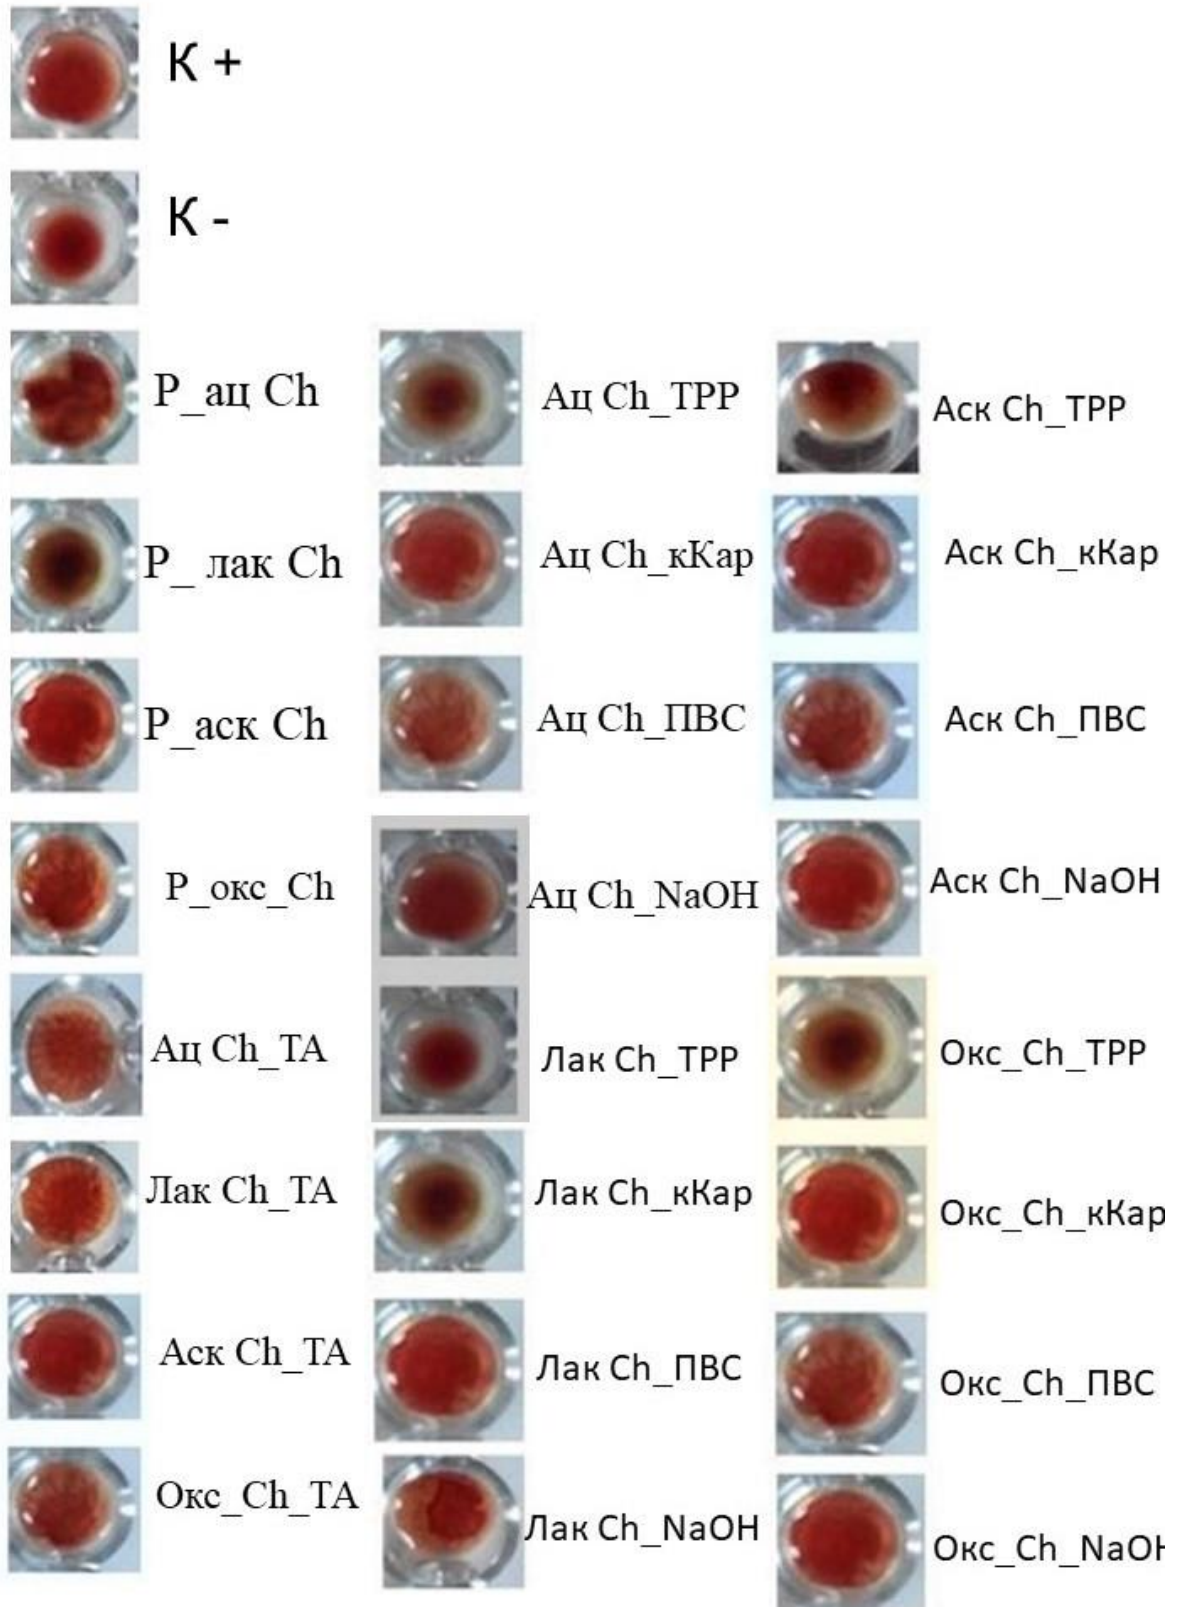 К +
К -
Р_ац Ch
Р_ лак Ch
Р_аск Ch
Р_окс_Ch
Ац Ch_TA
Лак Ch_TA
Аск Ch_TA
Окс_Ch_TA
Ац Ch_TPP
Ац Ch_кКар
Ац Ch_ПВС
Ац Ch_NaOH
Лак Ch_TPP
Лак Ch_кКар
Лак Ch_ПВС
Лак Ch_NaOH
Аск Ch_TPP
Аск Ch_кКар
Аск Ch_ПВС
Аск Ch_NaOH
Окс_Ch_TPP
Окс_Ch_кКар
Окс_Ch_ПВС
Окс_Ch_NaOH